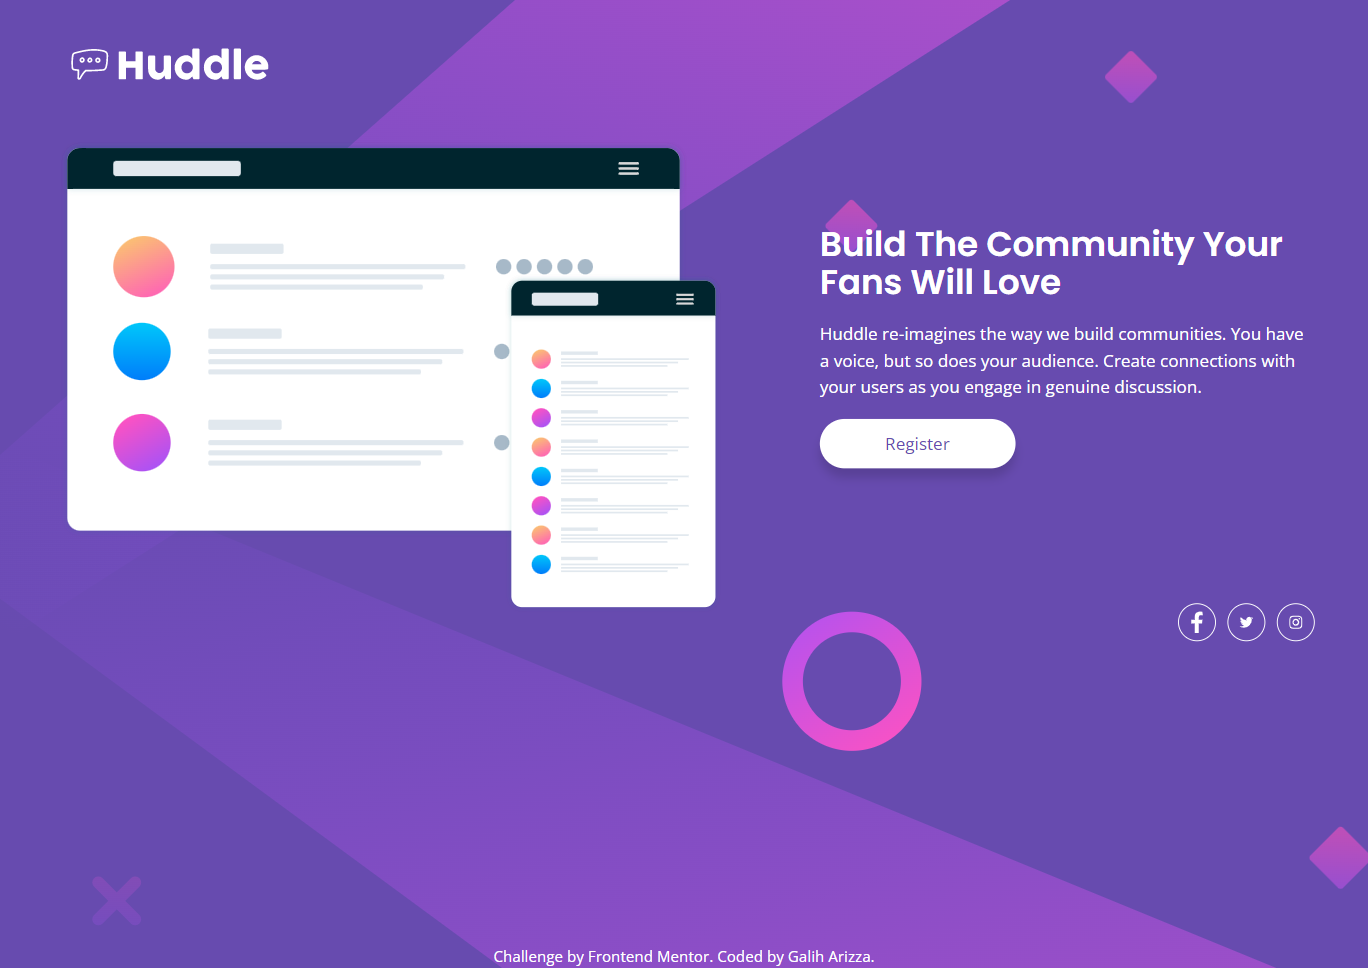 Huddle
Build The Community Your
Fans Will Love
Huddle re-imagines the way we build communities. You have
a voice, but so does your audience. Create connections with
your users as you engage in genuine discussion.
Register
Challenge by Frontend Mentor. Coded by Galih Arizza.